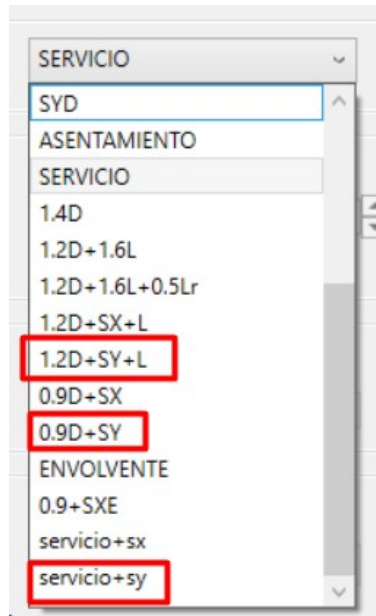 SERVICIO
SYD
ASENTAMIENTO
SERVICIO
1.4D
1.2D+1.6L
1.2D+1.6L+0.5Lr
1.2D+SX+L
1.2D+SY+L
0.9D+SX
0.9D+SY
ENVOLVENTE
0.9+SXE
servicio+sx
servicio+sy